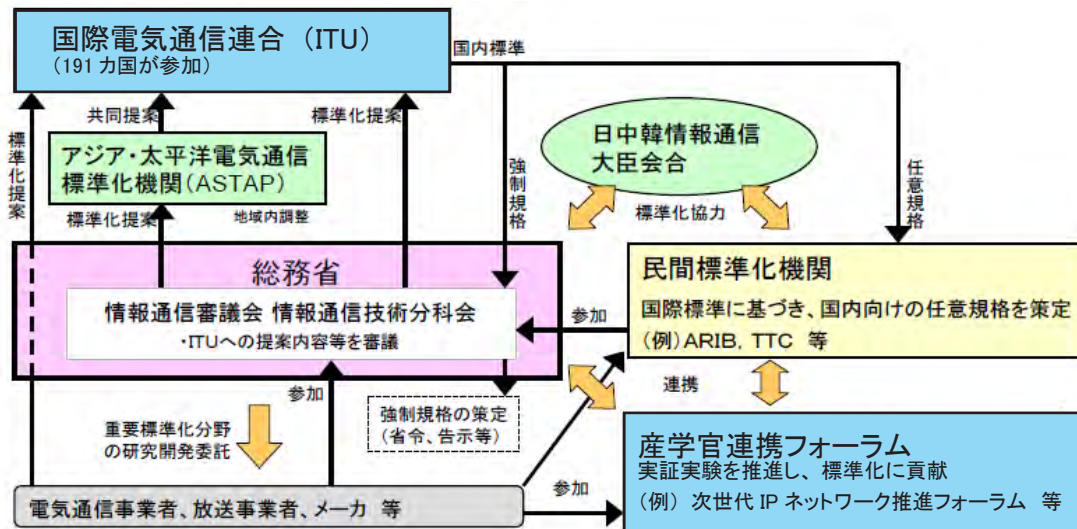 国際電気通信連合 (ITU)
(191 カ国が参加)
国内標準
共同提案
標準化提案
標準化提案
アジア・太平洋電気通信
標準化機関(ASTAP)
日中韓情報通信
大臣会合
強制規格
任意規格
標準化提案
地域内調整
標準化協力
総務省
情報通信審議会 情報通信技術分科会
・ITUへの提案内容等を審議
民間標準化機関
国際標準に基づき、国内向けの任意規格を策定
(例)ARIB, TTC 等
参加
連携
参加
強制規格の策定
(省令、告示等)
重要標準化分野
の研究開発委託
産学官連携フォーラム
実証実験を推進し、標準化に貢献
(例) 次世代 IP ネットワーク推進フォーラム 等
参加
電気通信事業者、放送事業者、メーカ 等